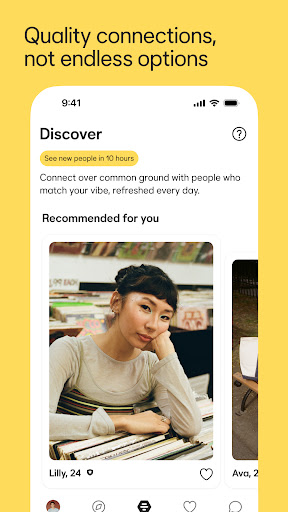 Quality connections,
not endless options
9:41
Discover
See new people in 10 hours
Connect over common ground with people who
match your vibe, refreshed every day.
Recommended for you
Lilly, 24
Ava, 2